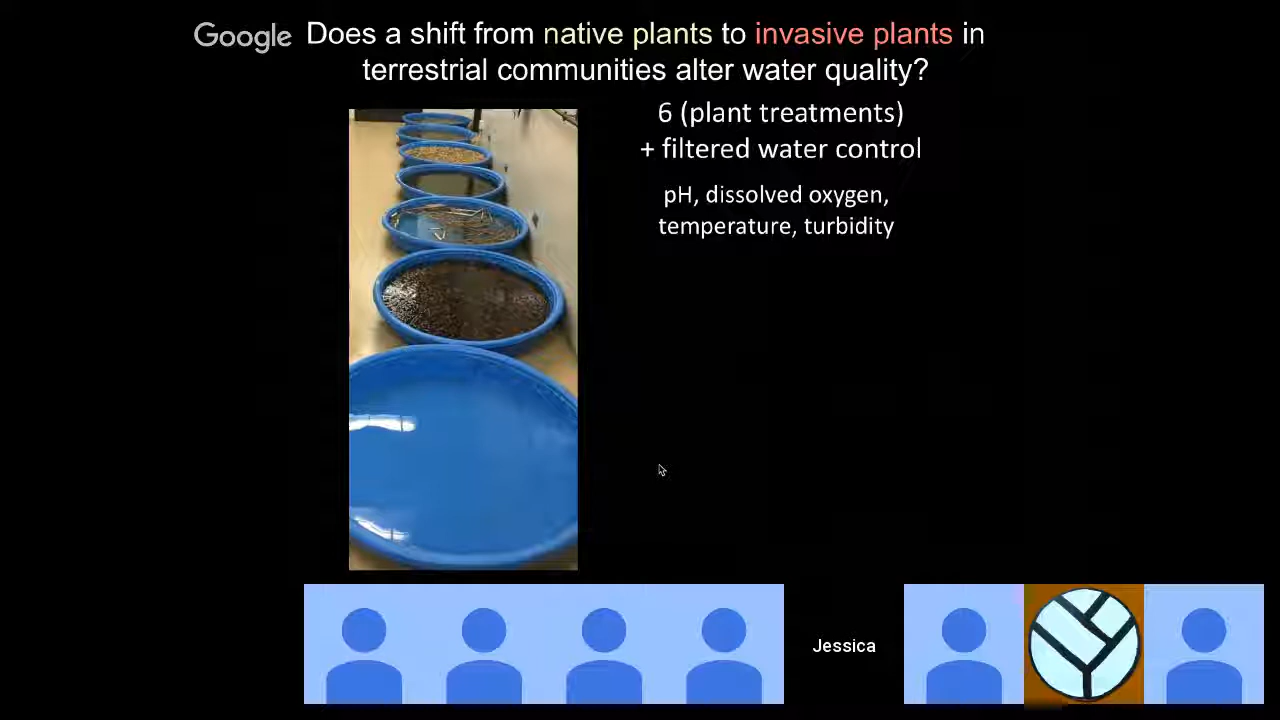 Google
Does a shift from native plants to invasive plants in
terrestrial communities alter water quality?
6 (plant treatments)
+ filtered water control
pH, dissolved oxygen,
temperature, turbidity
Jessica